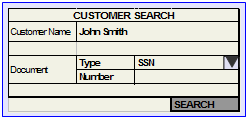 CUSTOMER SEARCH
Customer Name John Smith
Document Type SSN
Number
SEARCH